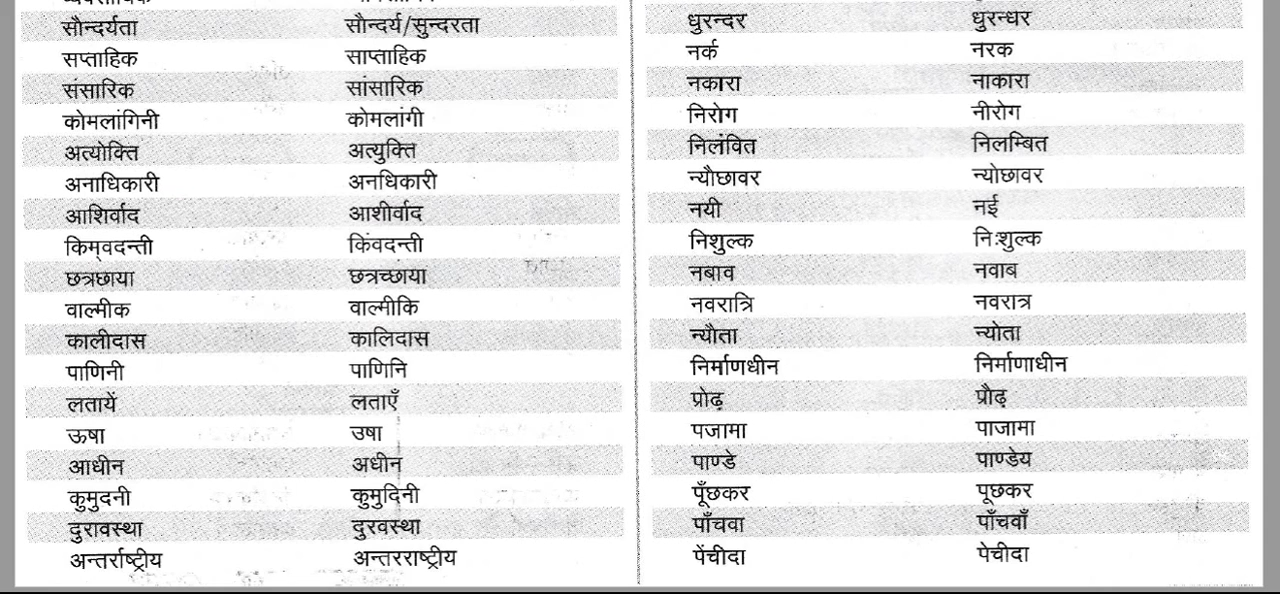 सौन्दर्यता सौन्दर्य/सुन्दरता
सप्ताहिक साप्ताहिक
संसारिक सांसारिक
कोमलांगिनी कोमलांगी
अत्योक्ति अत्युक्ति
अनाधिकारी अनधिकारी
आशिर्वाद आशीर्वाद
किम्वदन्ती किंवदन्ती
छत्रछाया छत्रच्छाया
वाल्मीक वाल्मीकि
कालीदास कालिदास
पाणिनी पाणिनि
लतायें लताएँ
ऊषा उषा
आधीन अधीन
कुमुदनी कुमुदिनी
दुरावस्था दुरवस्था
अन्तर्राष्ट्रीय अन्तरराष्ट्रीय
धुरन्दर धुरन्धर
नर्क नरक
नकारा नाकारा
निरोग नीरोग
निलंवित निलम्बित
न्यौछावर न्योछावर
नयी नई
निशुल्क निःशुल्क
नबाव नवाब
नवरात्रि नवरात्र
न्यौता न्योता
निर्माणधीन निर्माणाधीन
प्रोढ़ प्रौढ़
पजामा पाजामा
पाण्डे पाण्डेय
पूँछकर पूछकर
पाँचवा पाँचवाँ
पेंचीदा पेचीदा